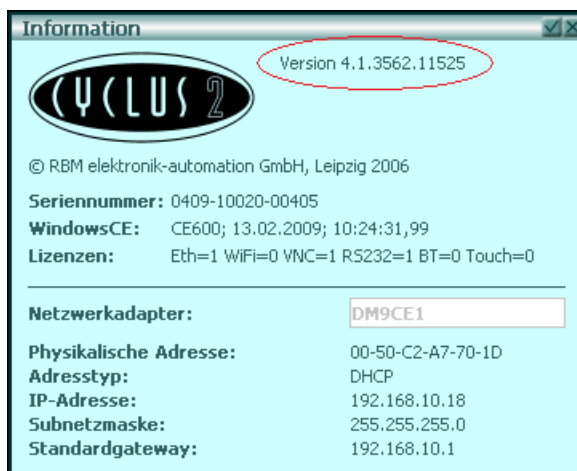 Information
Version 4.1.3562.11525
CYCLUS 2
© RBM elektronik-automation GmbH, Leipzig 2006
Seriennummer: 0409-10020-00405
WindowsCE: CE600; 13.02.2009; 10:24:31,99
Lizenzen: Eth=1 WiFi=0 VNC=1 RS232=1 BT=0 Touch=0
Netzwerkadapter: DM9CE1
Physikalische Adresse: 00-50-C2-A7-70-1D
Adresstyp: DHCP
IP-Adresse: 192.168.10.18
Subnetzmaske: 255.255.255.0
Standardgateway: 192.168.10.1